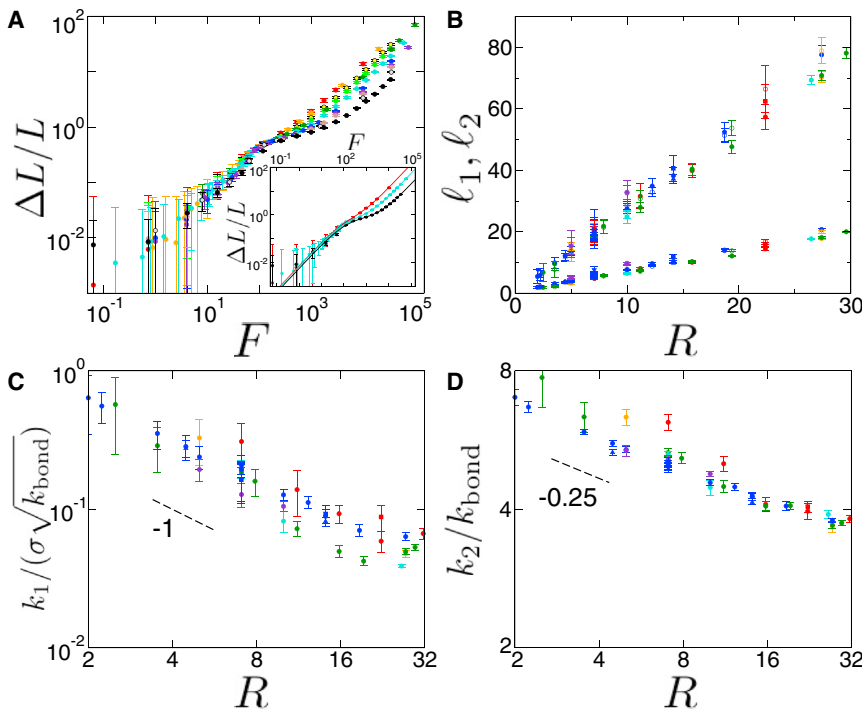 A
ΔL/L
10^2
10^0
10^-2
F
10^-1 10^2 10^5
ΔL/L
10^2
10^0
10^-2
10^-1 10^1 10^3 10^5
F
B
ℓ1, ℓ2
80
60
40
20
0
0 10 20 30
R
C
k1/(σ√kbond)
10^0
10^-1
10^-2
-1
2 4 8 16 32
R
D
k2/kbond
8
4
2
-0.25
2 4 8 16 32
R